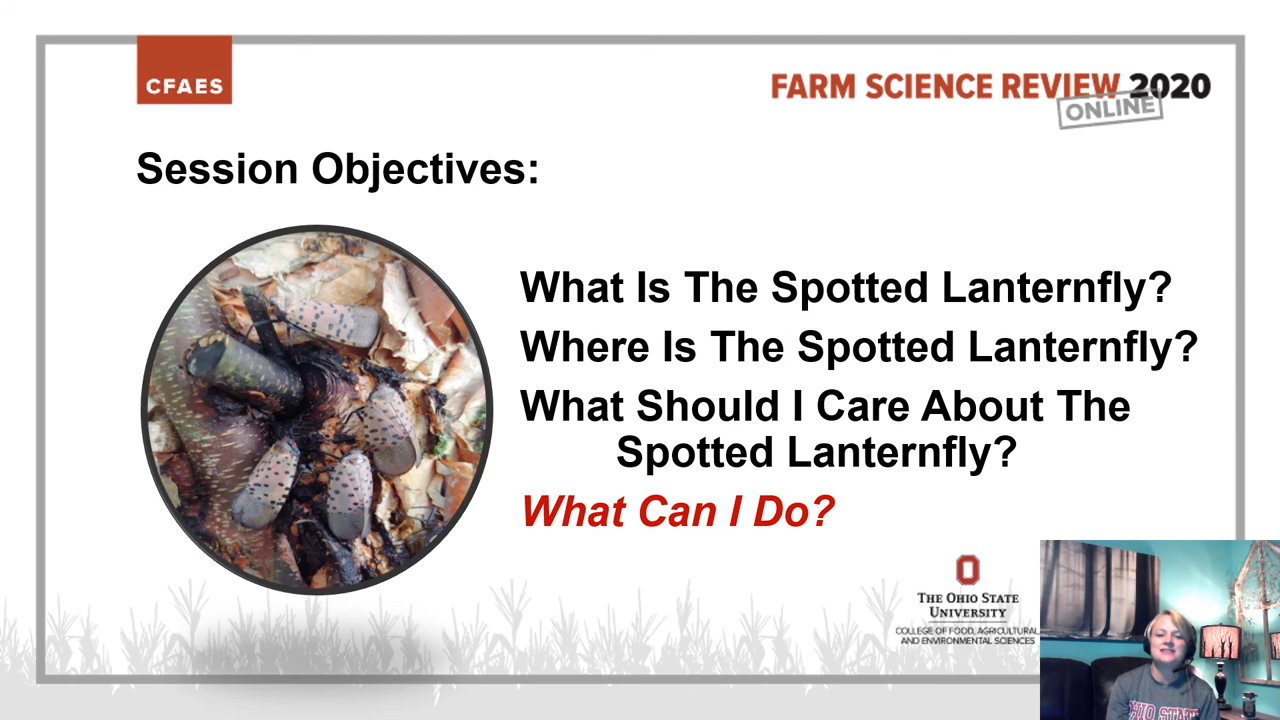 CFAES
FARM SCIENCE REVIEW 2020
ONLINE
Session Objectives:
What Is The Spotted Lanternfly?
Where Is The Spotted Lanternfly?
What Should I Care About The
Spotted Lanternfly?
What Can I Do?
THE OHIO STATE
UNIVERSITY
COLLEGE OF FOOD, AGRICULTURAL,
AND ENVIRONMENTAL SCIENCES
OHIO STATE